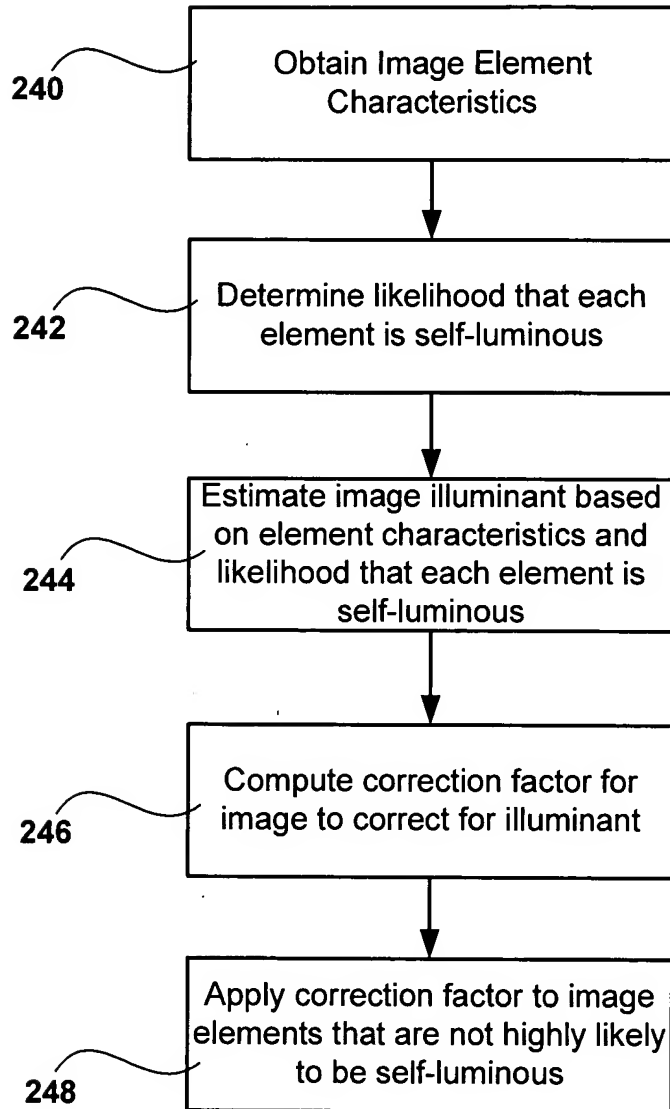 240
Obtain Image Element
Characteristics
242
Determine likelihood that each
element is self-luminous
244
Estimate image illuminant based
on element characteristics and
likelihood that each element is
self-luminous
246
Compute correction factor for
image to correct for illuminant
248
Apply correction factor to image
elements that are not highly likely
to be self-luminous